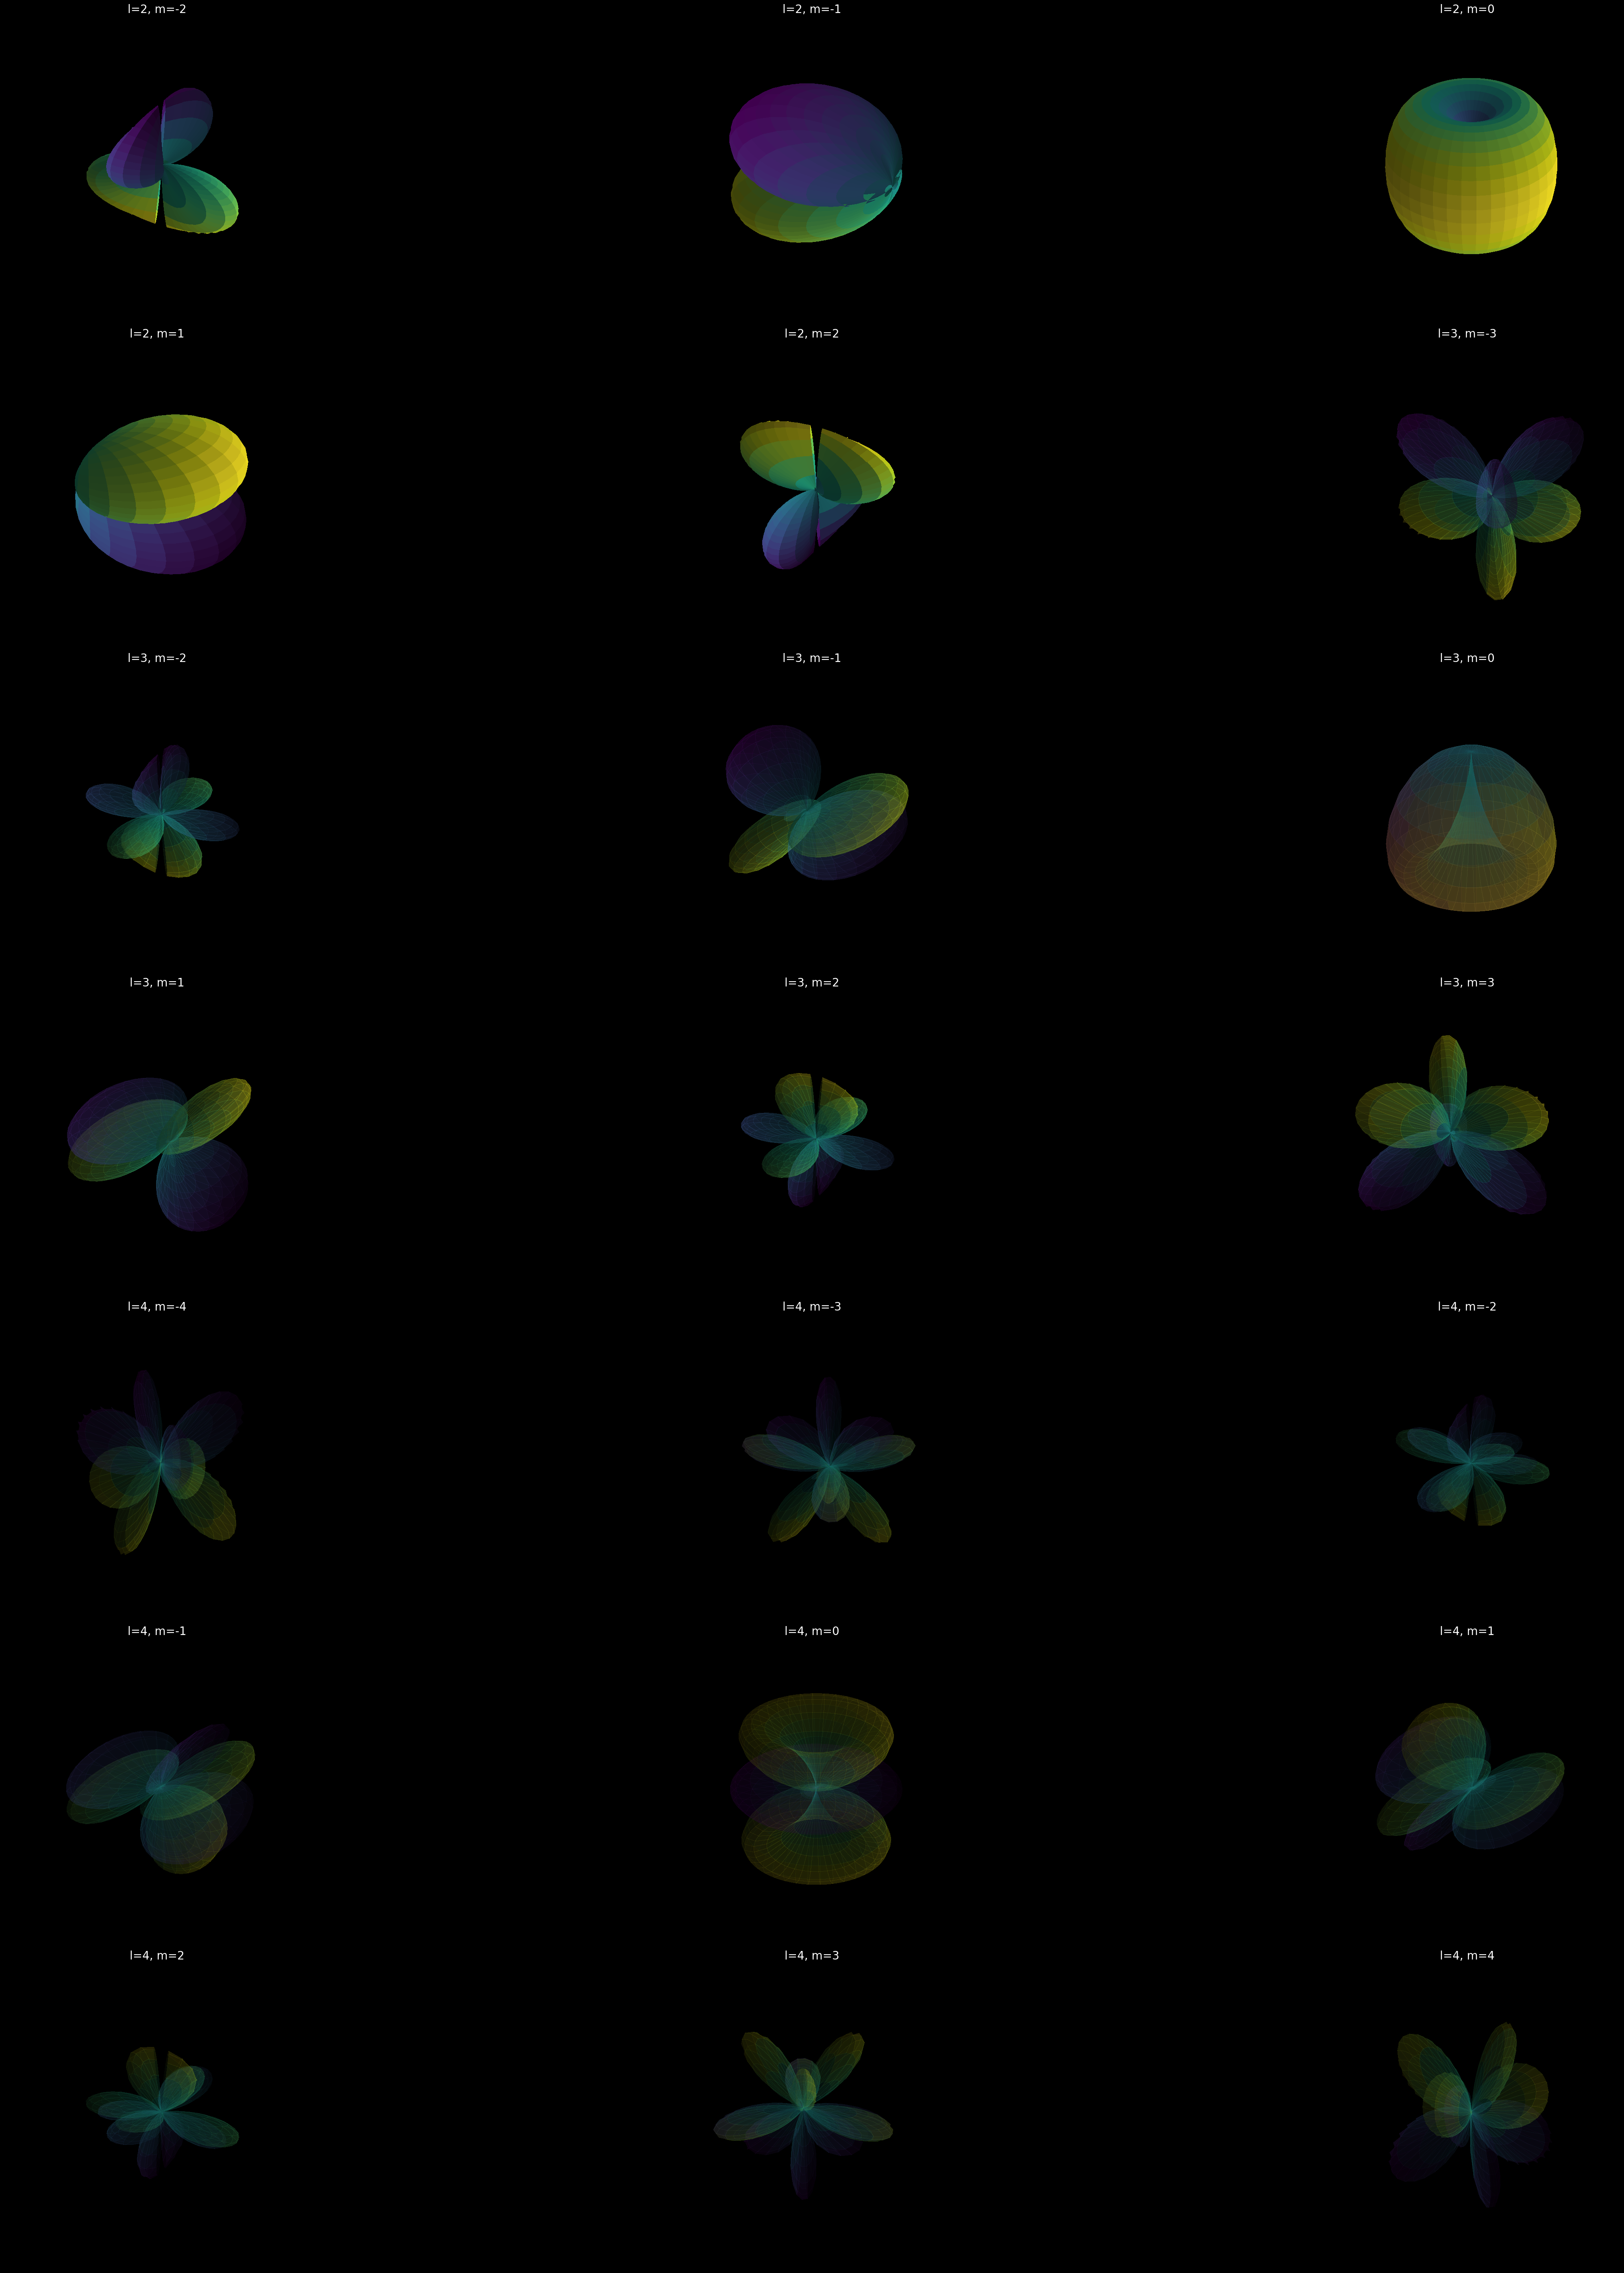 l=2, m=-2
l=2, m=-1
l=2, m=0
l=2, m=1
l=2, m=2
l=3, m=-3
l=3, m=-2
l=3, m=-1
l=3, m=0
l=3, m=1
l=3, m=2
l=3, m=3
l=4, m=-4
l=4, m=-3
l=4, m=-2
l=4, m=-1
l=4, m=0
l=4, m=1
l=4, m=2
l=4, m=3
l=4, m=4